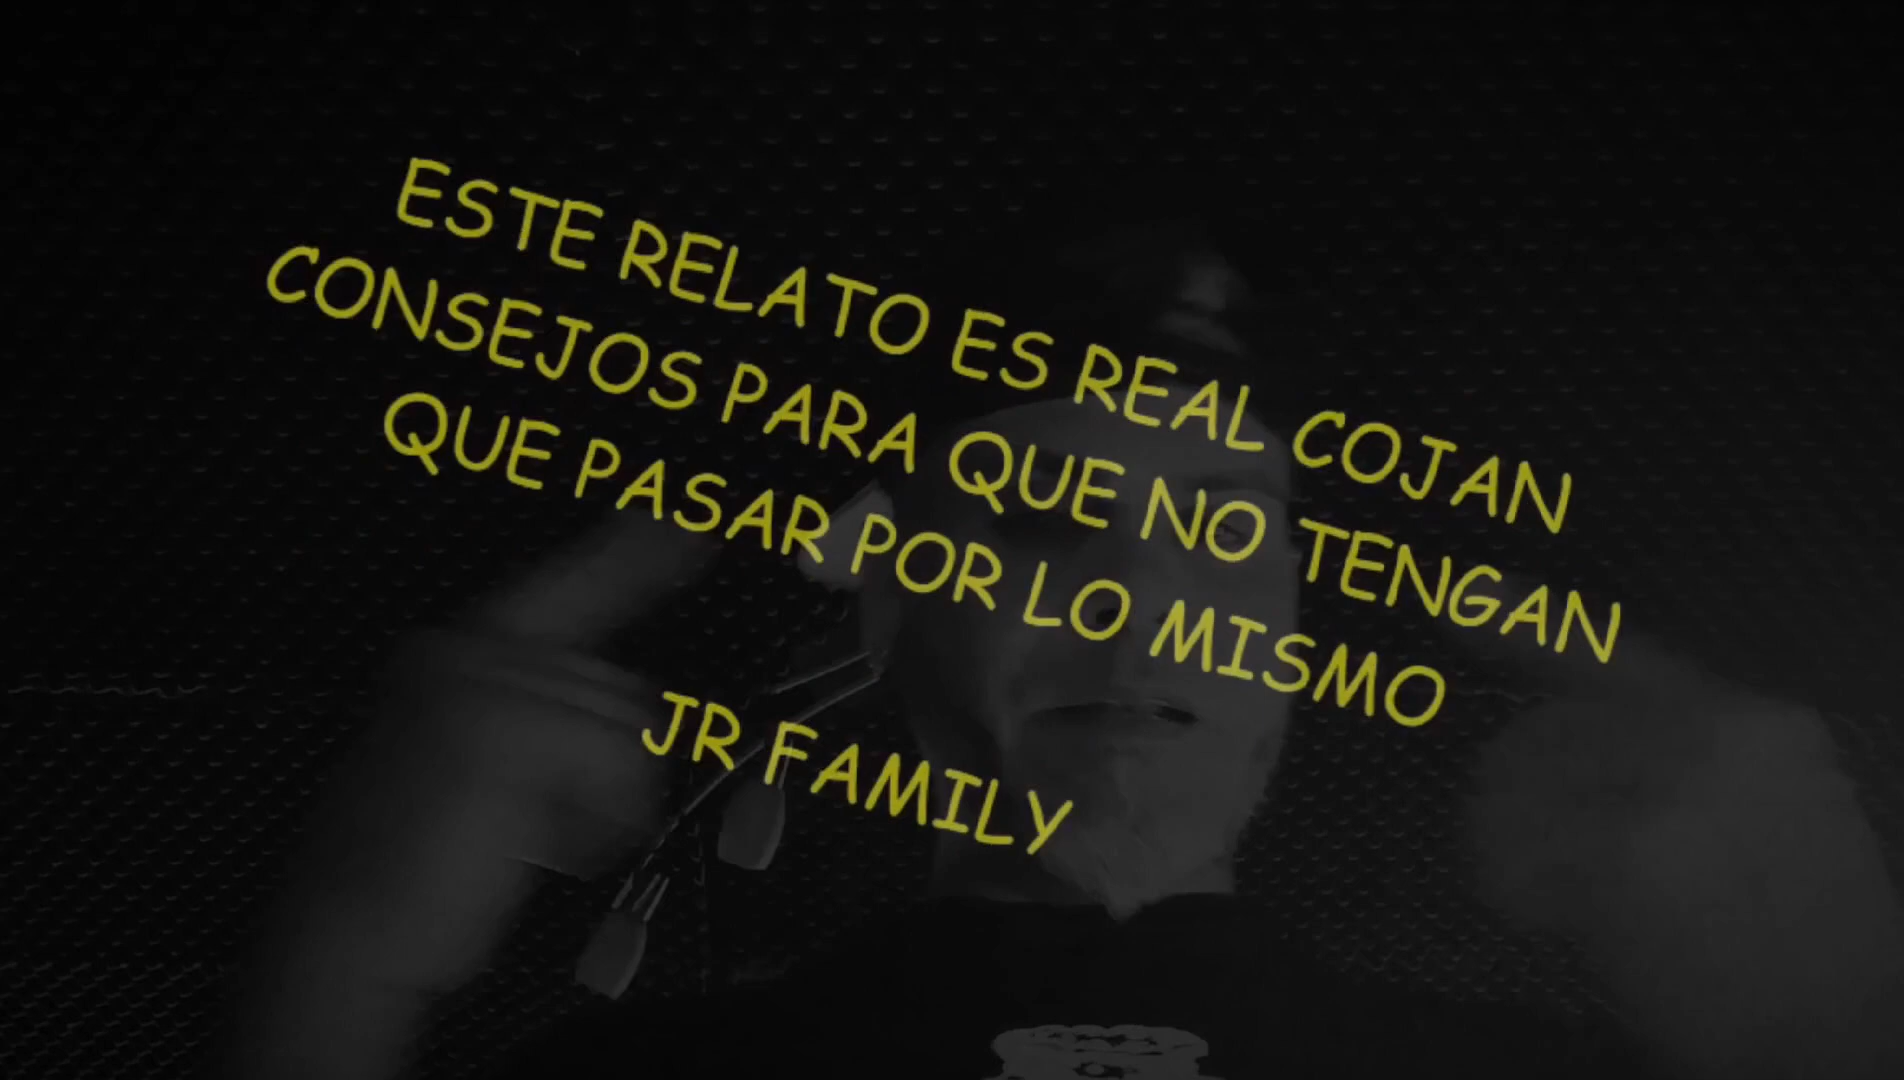 ESTE RELATO ES REAL COJAN
CONSEJOS PARA QUE NO TENGAN
QUE PASAR POR LO MISMO
JR FAMILY